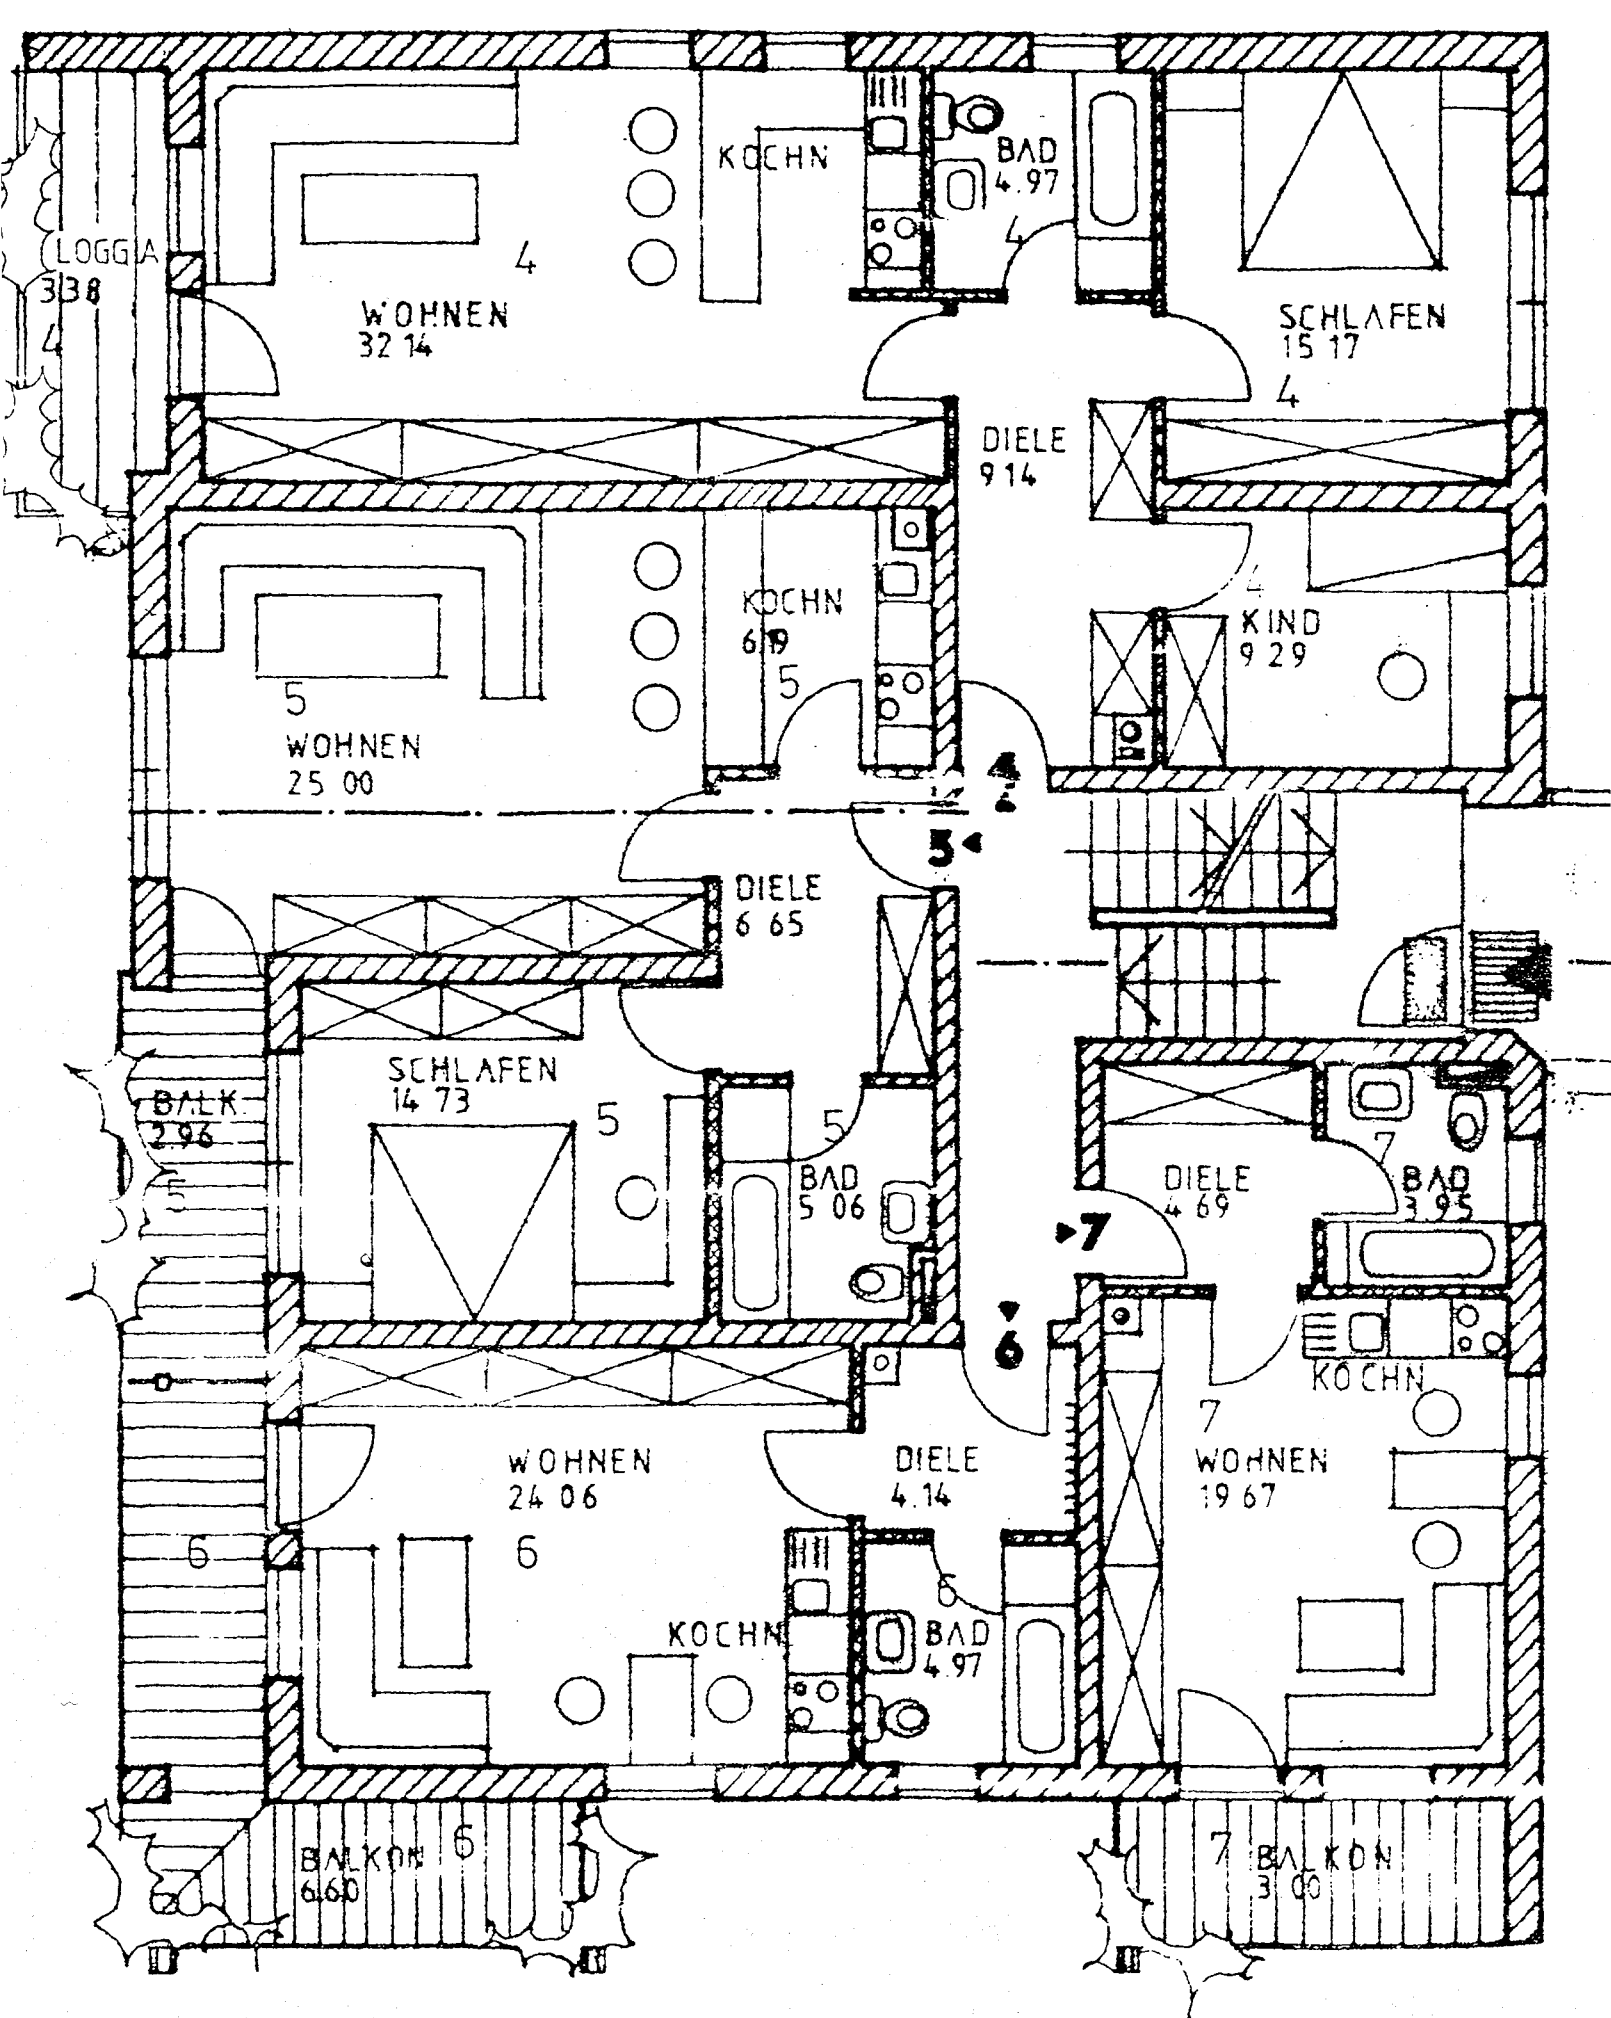 KOCHN
BAD
4.97
4
LOGGIA
3.38
4
4
WOHNEN
32 14
SCHLAFEN
15 17
4
DIELE
9 14
4
KIND
9 29
KOCHN
6.19
5
5
WOHNEN
25 00
4
5
DIELE
6 65
SCHLAFEN
14 73
5
BALK.
2.96
5
5
BAD
5 06
7
DIELE
4 69
BAD
3.95
7
6
KOCHN
7
WOHNEN
19 67
WOHNEN
24 06
6
DIELE
4.14
6
KOCHN
6
BAD
4.97
BALKON
6.60
6
7
BALKON
3 00